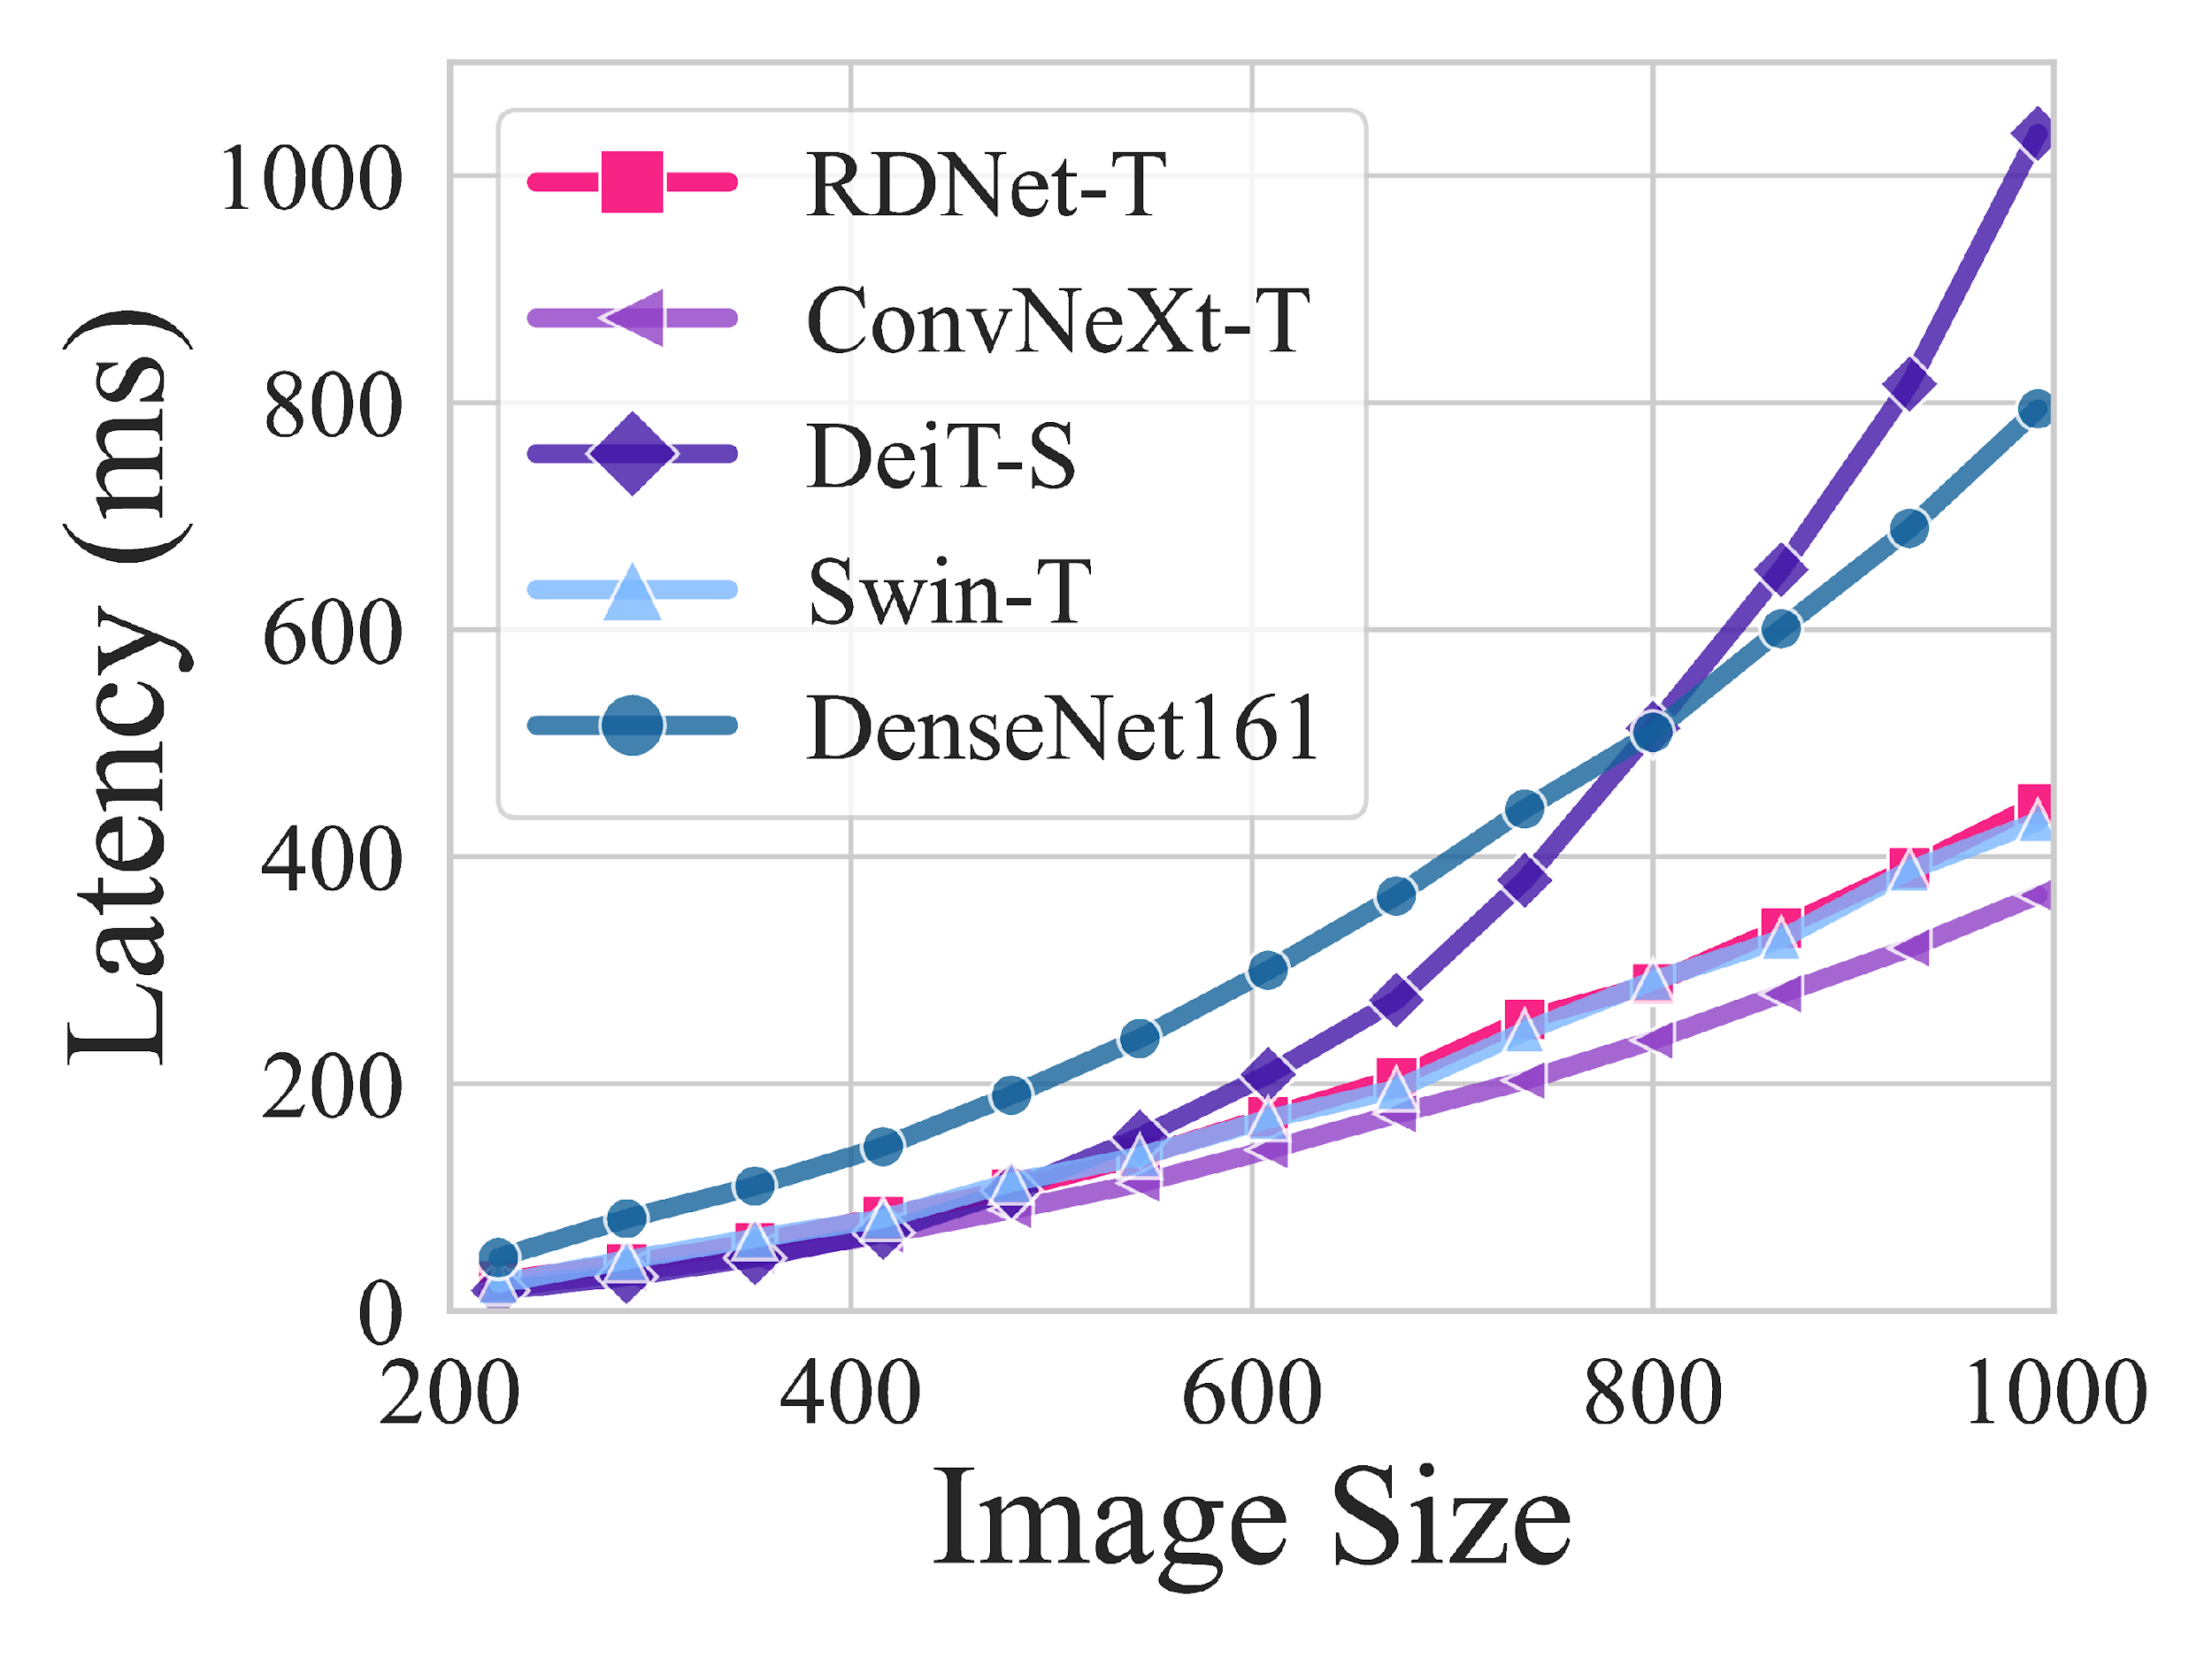 RDNet-T
ConvNeXt-T
DeiT-S
Swin-T
DenseNet161
Latency (ms)
1000
800
600
400
200
0
200 400 600 800 1000
Image Size